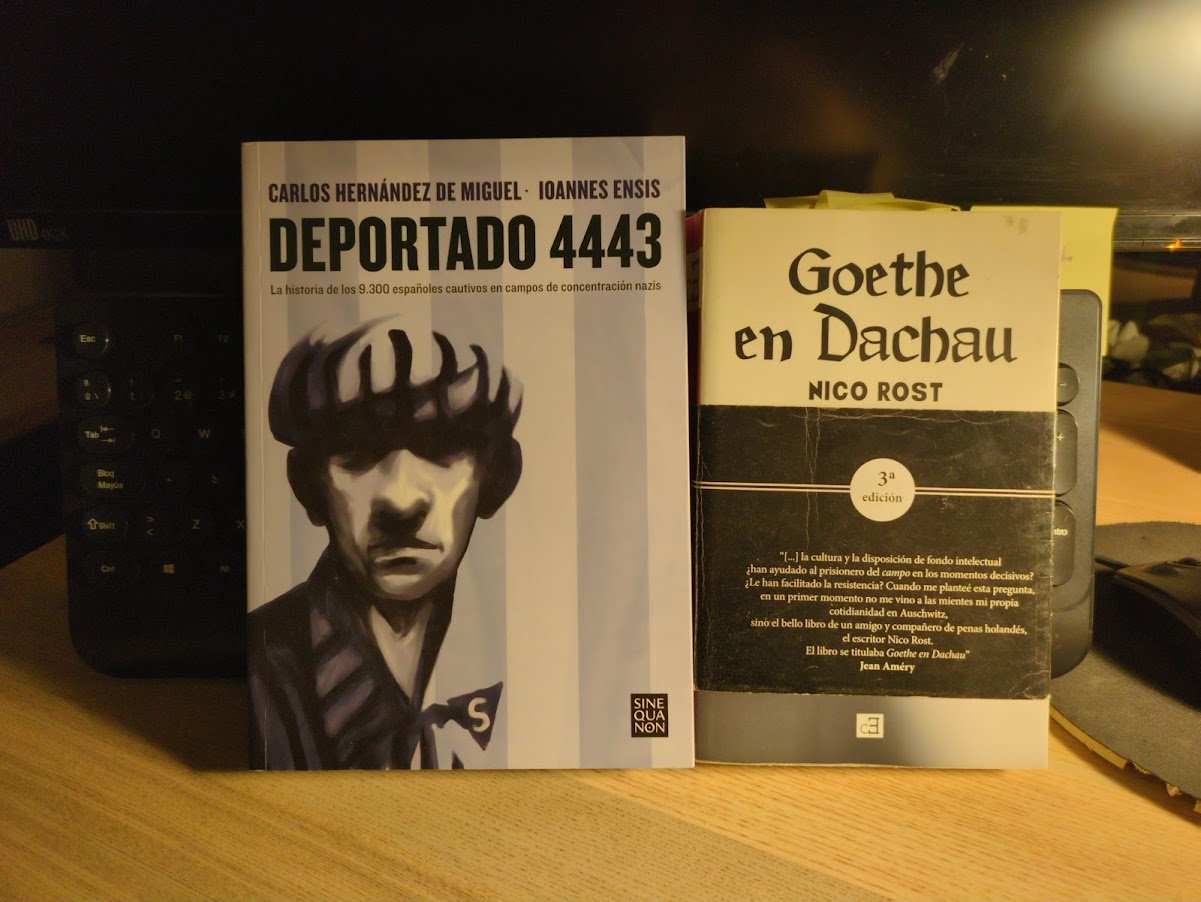 CARLOS HERNÁNDEZ DE MIGUEL · IOANNES ENSIS
DEPORTADO 4443
La historia de los 9.300 españoles cautivos en campos de concentración nazis
S
SINE
QUA
NON
Goethe
en Dachau
NICO ROST
3ª
edición
"[...] la cultura y la disposición de fondo intelectual
¿han ayudado al prisionero del campo en los momentos decisivos?
¿Le han facilitado la resistencia? Cuando me planteé esta pregunta,
en un primer momento no me vino a las mientes mi propia
cotidianidad en Auschwitz,
sino el bello libro de un amigo y compañero de penas holandés,
el escritor Nico Rost.
El libro se titulaba Goethe en Dachau"
Jean Améry
UHD 4K2K
Esc F1 F2
Tab Q W
Bloq
Mayús
Shift > < Z X
Ctrl Alt